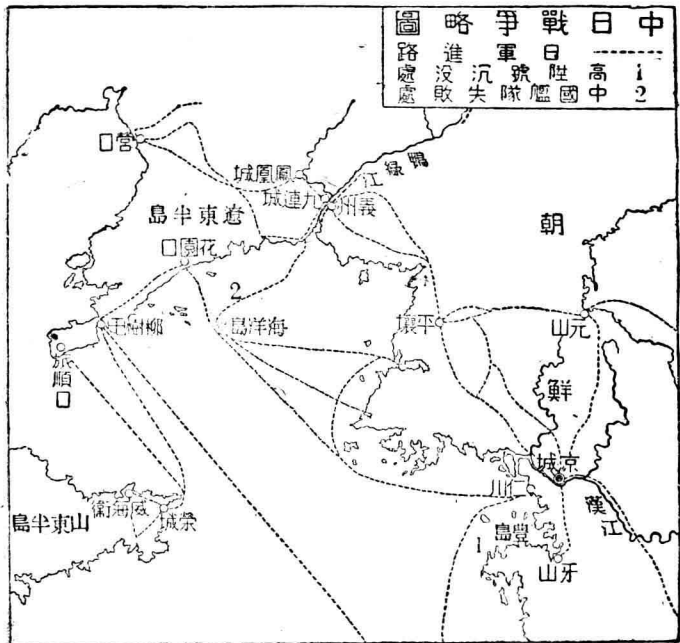 中日戰爭略圖
日軍進路
1 高陞號沉没處
2 中國艦隊失敗處
營口
鳳凰城
九連城
義州
鴨綠江
遼東半島
花園口
朝鮮
2
海洋島
平壤
元山
柳樹屯
旅順口
京城
漢江
仁川
豐島
1
牙山
威海衛
榮城
山東半島